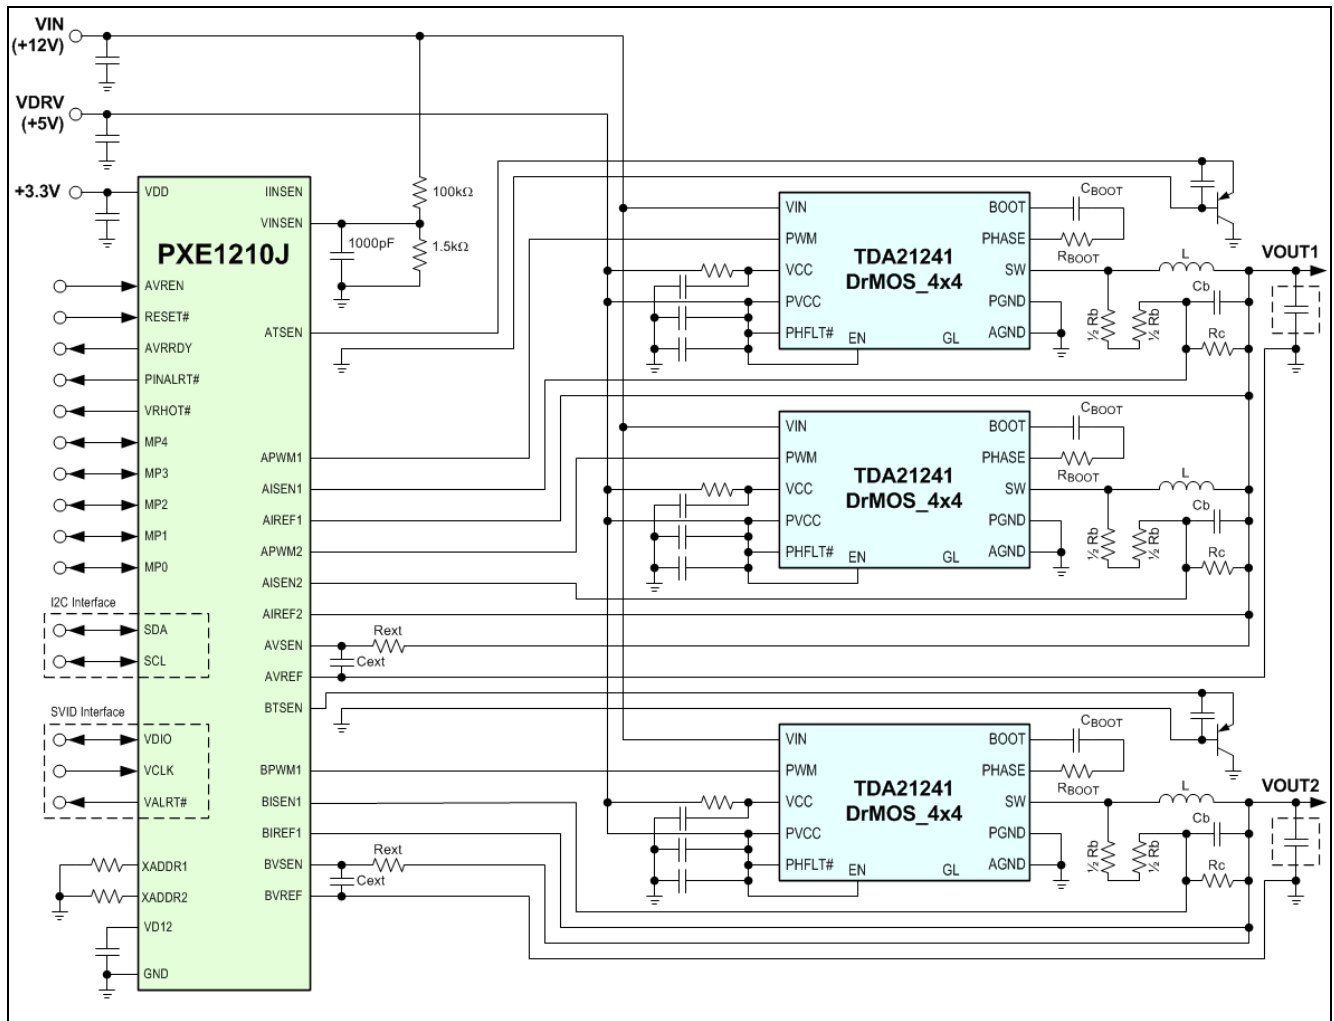 VIN
(+12V)
VDRV
(+5V)
+3.3V
VDD
IINSEN
VINSEN
PXE1210J
100kΩ
1000pF
1.5kΩ
AVREN
RESET#
AVRRDY
PINALRT#
VRHOT#
MP4
MP3
MP2
MP1
MP0
ATSEN
APWM1
AISEN1
AIREF1
APWM2
AISEN2
AIREF2
AVSEN
AVREF
BTSEN
BPWM1
BISEN1
BIREF1
BVSEN
BVREF
I2C Interface
SDA
SCL
SVID Interface
VDIO
VCLK
VALRT#
XADDR1
XADDR2
VD12
GND
Rext
Cext
Rext
Cext
VIN
PWM
VCC
PVCC
PHFLT#
EN
GL
TDA21241
DrMOS_4x4
BOOT
PHASE
SW
PGND
AGND
CBOOT
RBOOT
L
Cb
Rc
½ Rb
½ Rb
VOUT1
VIN
PWM
VCC
PVCC
PHFLT#
EN
GL
TDA21241
DrMOS_4x4
BOOT
PHASE
SW
PGND
AGND
CBOOT
RBOOT
L
Cb
Rc
½ Rb
½ Rb
VIN
PWM
VCC
PVCC
PHFLT#
EN
GL
TDA21241
DrMOS_4x4
BOOT
PHASE
SW
PGND
AGND
CBOOT
RBOOT
L
Cb
Rc
½ Rb
½ Rb
VOUT2